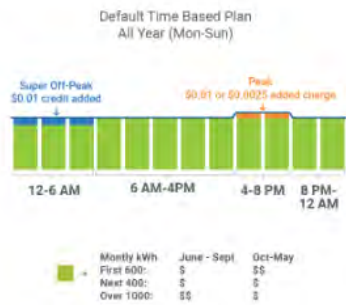 Default Time Based Plan
All Year (Mon-Sun)
Super Off-Peak
$0.01 credit added
Peak
$0.01 or $0.0025 added charge
12-6 AM
6 AM-4PM
4-8 PM
8 PM-
12 AM
Montly kWh June - Sept Oct-May
First 600: $ $$
Next 400: $ $
Over 1000: $$ $